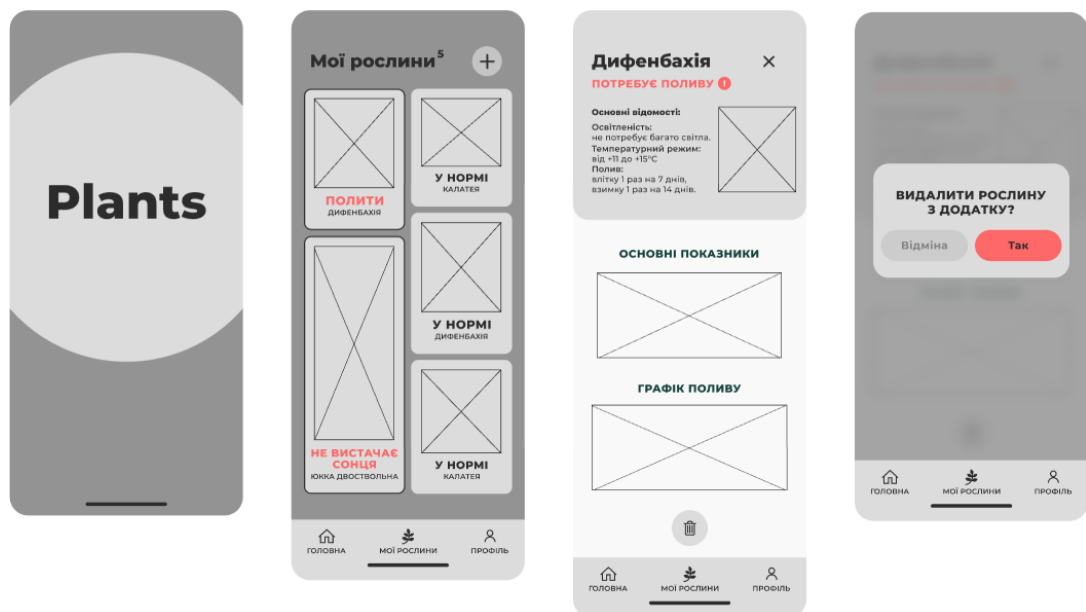 Plants
Мої рослини 5
ПОЛИТИ
ДИФЕНБАХІЯ
НЕ ВИСТАЧАЄ
СОНЦЯ
ЮККА ДВОСТВОЛЬНА
У НОРМІ
КАЛАТЕЯ
У НОРМІ
ДИФЕНБАХІЯ
У НОРМІ
КАЛАТЕЯ
ГОЛОВНА
МОЇ РОСЛИНИ
ПРОФІЛЬ
Дифенбахія
ПОТРЕБУЄ ПОЛИВУ
Основні відомості:
Освітленість:
не потребує багато світла.
Температурний режим:
від +11 до +15°C
Полив:
влітку 1 раз на 7 днів,
взимку 1 раз на 14 днів.
ОСНОВНІ ПОКАЗНИКИ
ГРАФІК ПОЛИВУ
ГОЛОВНА
МОЇ РОСЛИНИ
ПРОФІЛЬ
ВИДАЛИТИ РОСЛИНУ
З ДОДАТКУ?
Відміна
Так
ГОЛОВНА
МОЇ РОСЛИНИ
ПРОФІЛЬ